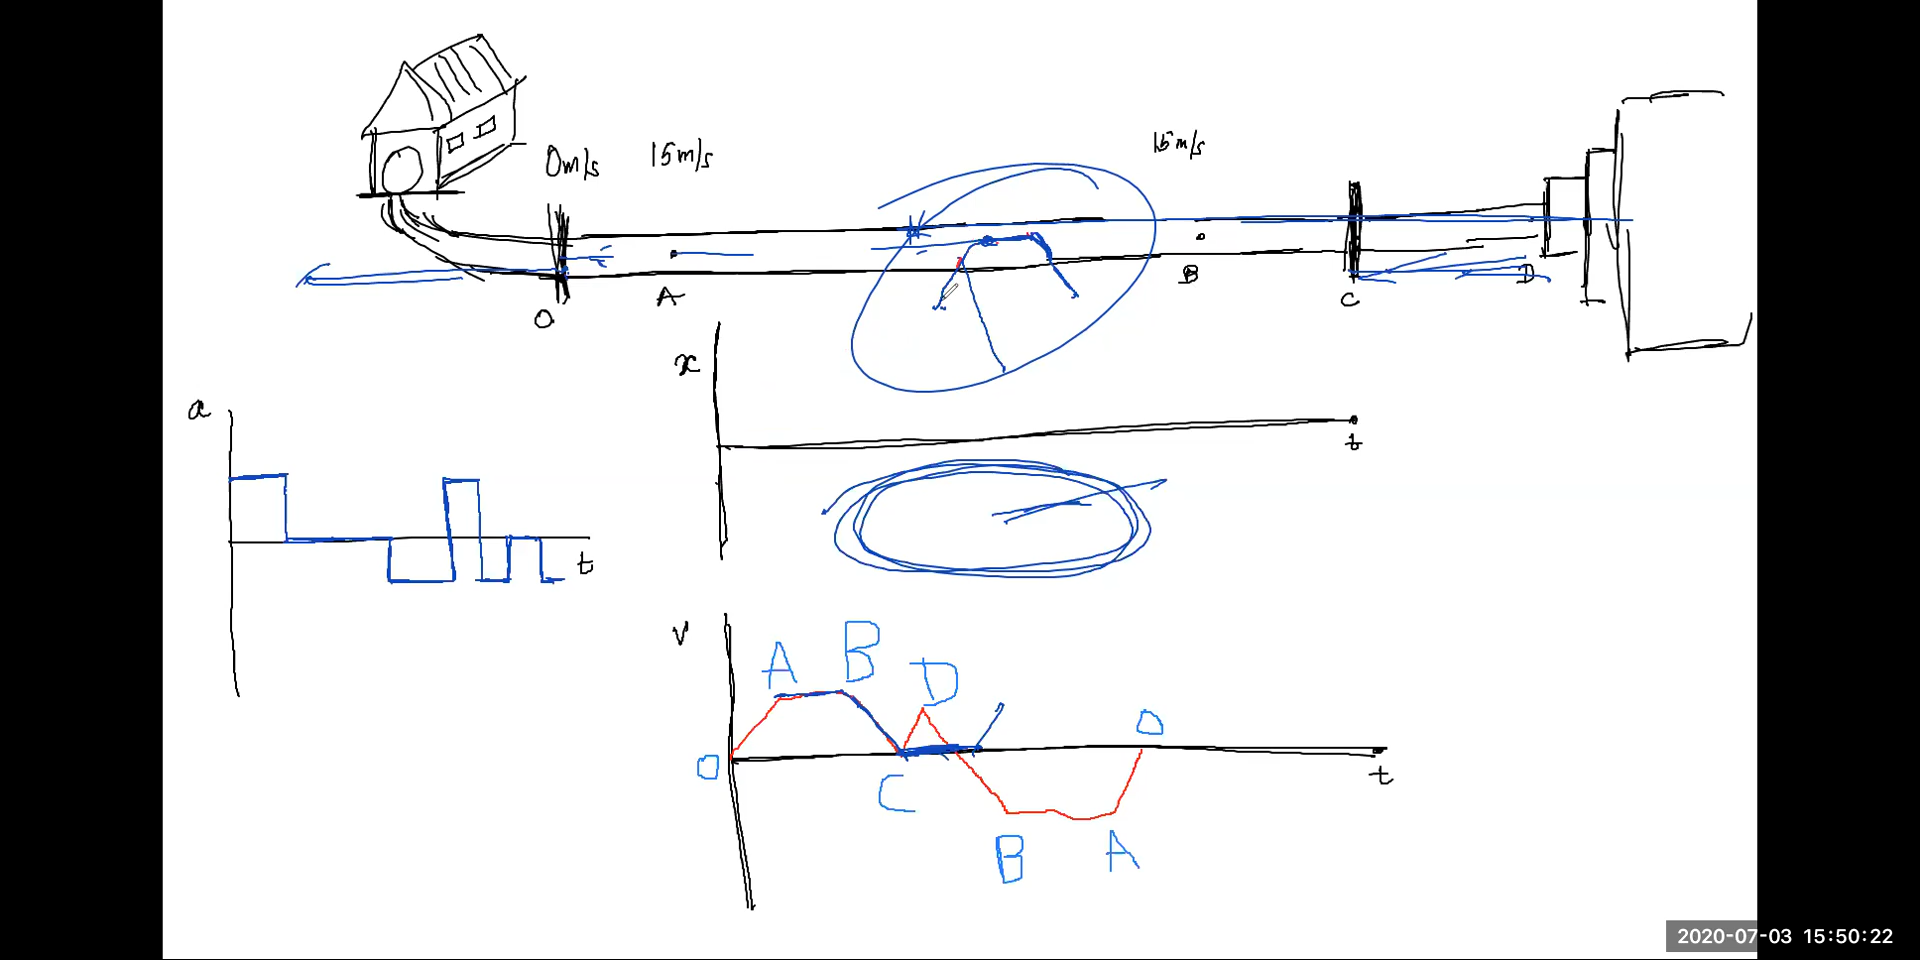 0m/s 15m/s 15m/s
O A B C D
x
t
a
t
v
A B D O
O C
t
B A
2020-07-03 15:50:22